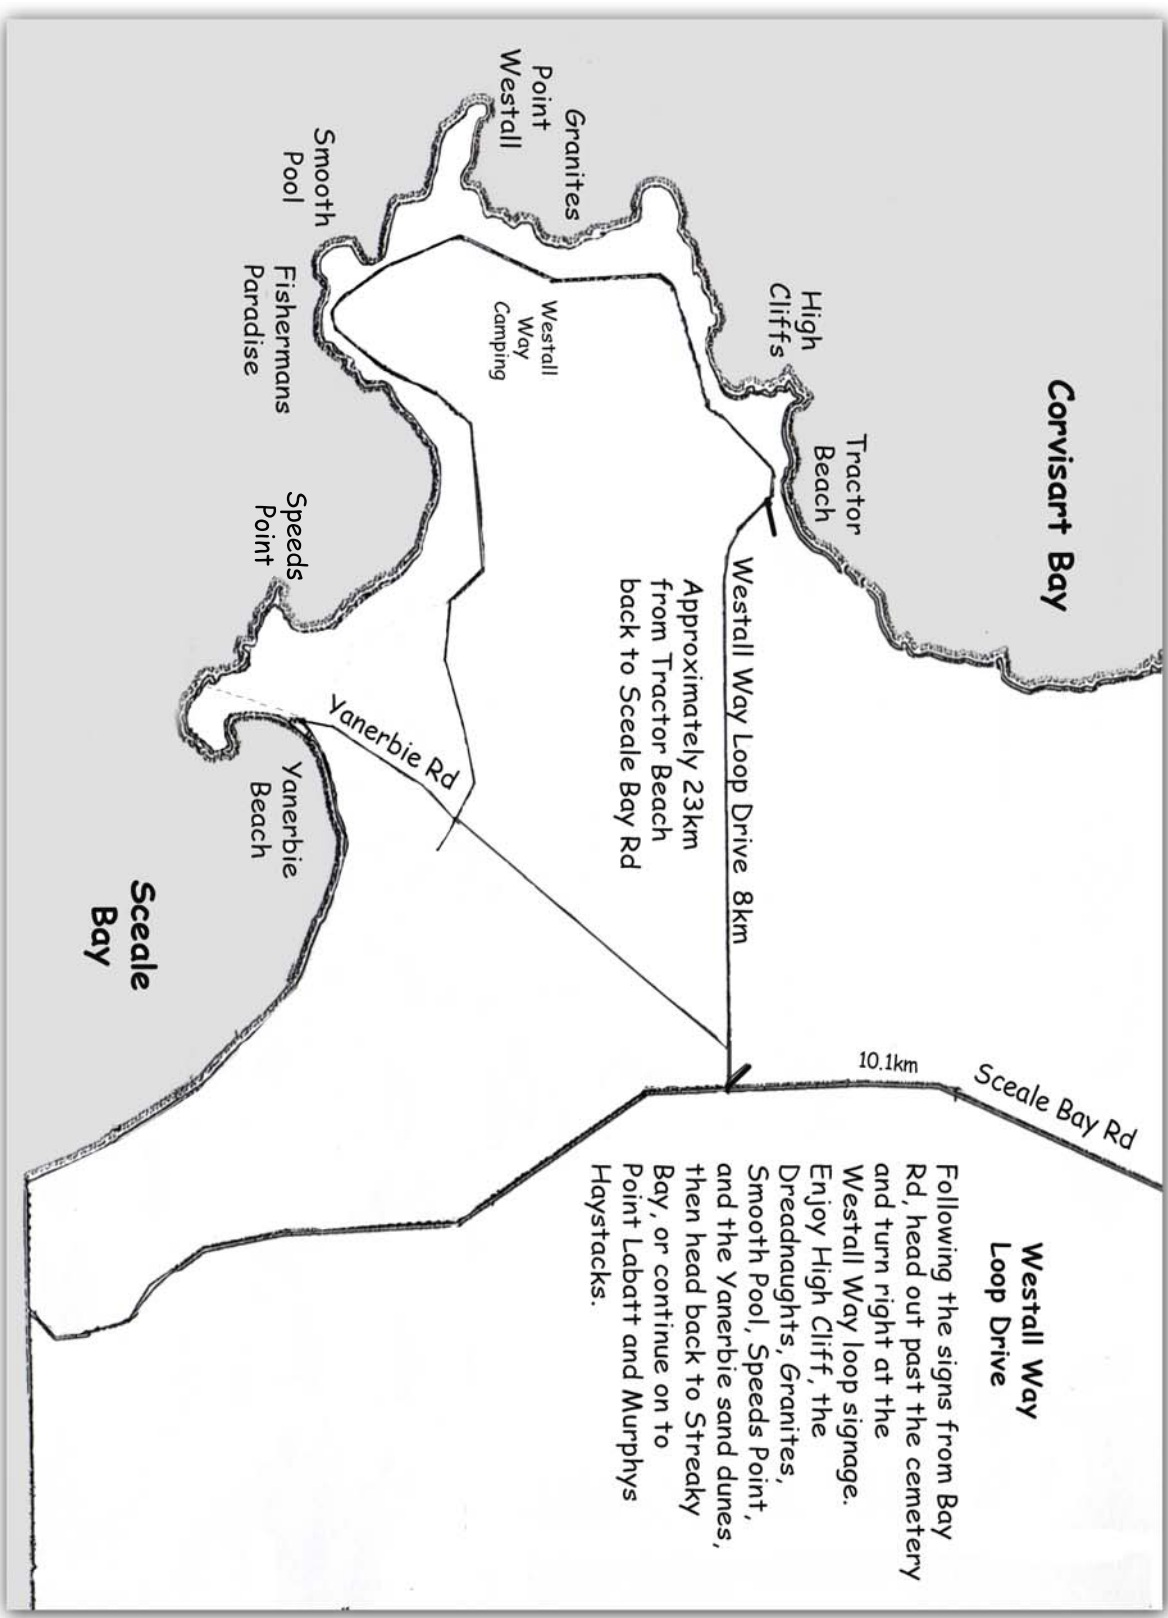 Corvisart Bay
Point
Westall
Granites
High
Cliffs
Tractor
Beach
Smooth
Pool
Fishermans
Paradise
Westall
Way
Camping
Speeds
Point
Westall Way Loop Drive 8km
Approximately 23km
from Tractor Beach
back to Sceale Bay Rd
Yanerbie Rd
Yanerbie
Beach
Sceale
Bay
10.1km
Sceale Bay Rd
Westall Way
Loop Drive
Following the signs from Bay
Rd, head out past the cemetery
and turn right at the
Westall Way loop signage.
Enjoy High Cliff, the
Dreadnaughts, Granites,
Smooth Pool, Speeds Point,
and the Yanerbie sand dunes,
then head back to Streaky
Bay, or continue on to
Point Labatt and Murphys
Haystacks.